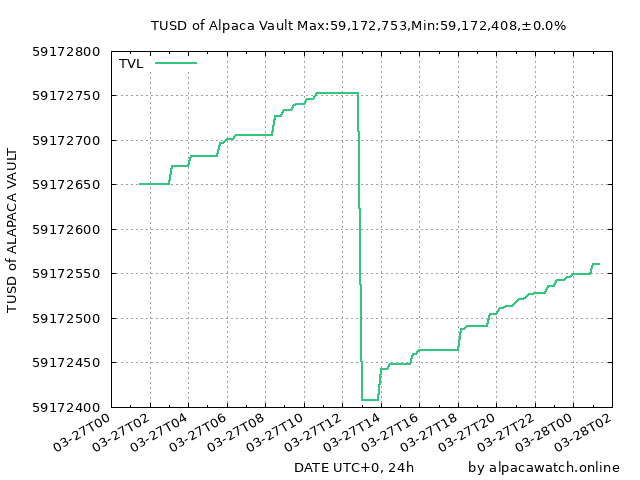 TUSD of Alpaca Vault Max:59,172,753,Min:59,172,408,±0.0%
TVL
59172800
59172750
59172700
59172650
59172600
59172550
59172500
59172450
59172400
TUSD of ALAPACA VAULT
03-27T00
03-27T02
03-27T04
03-27T06
03-27T08
03-27T10
03-27T12
03-27T14
03-27T16
03-27T18
03-27T20
03-27T22
03-28T00
03-28T02
DATE UTC+0, 24h
by alpacawatch.online